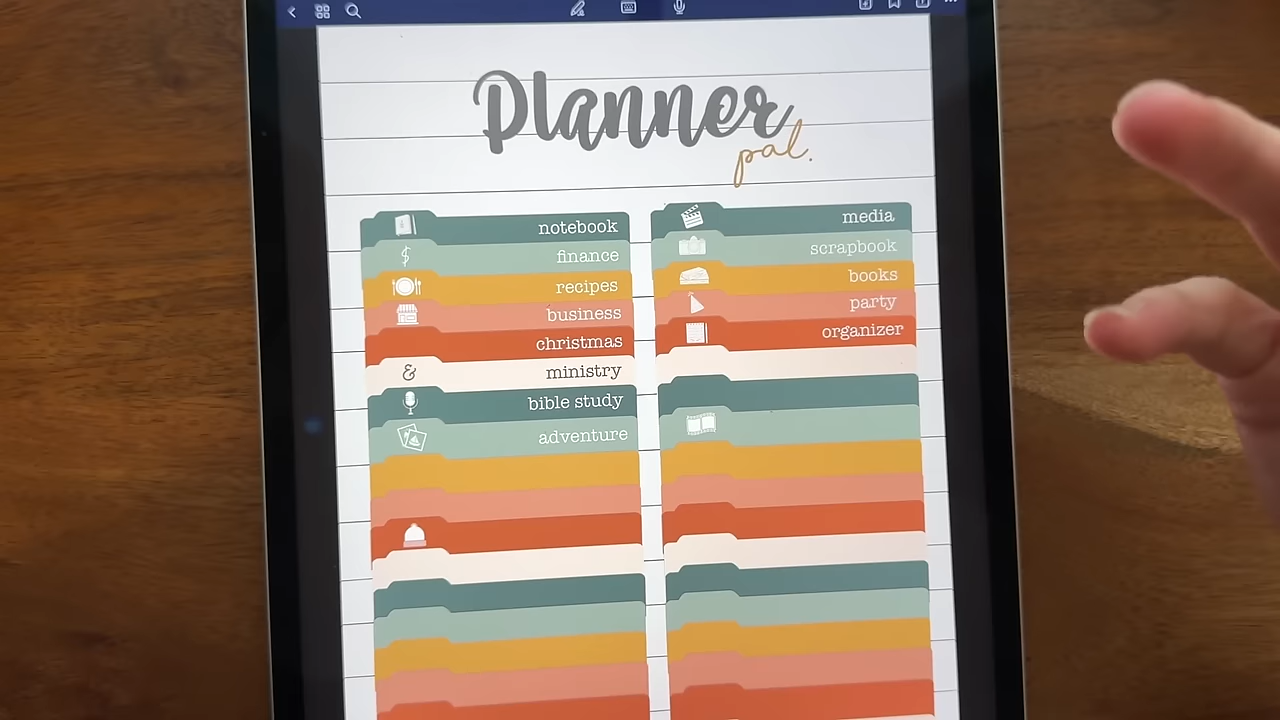 Planner
pal.
notebook
$ finance
recipes
business
christmas
& ministry
bible study
adventure
media
scrapbook
books
party
organizer